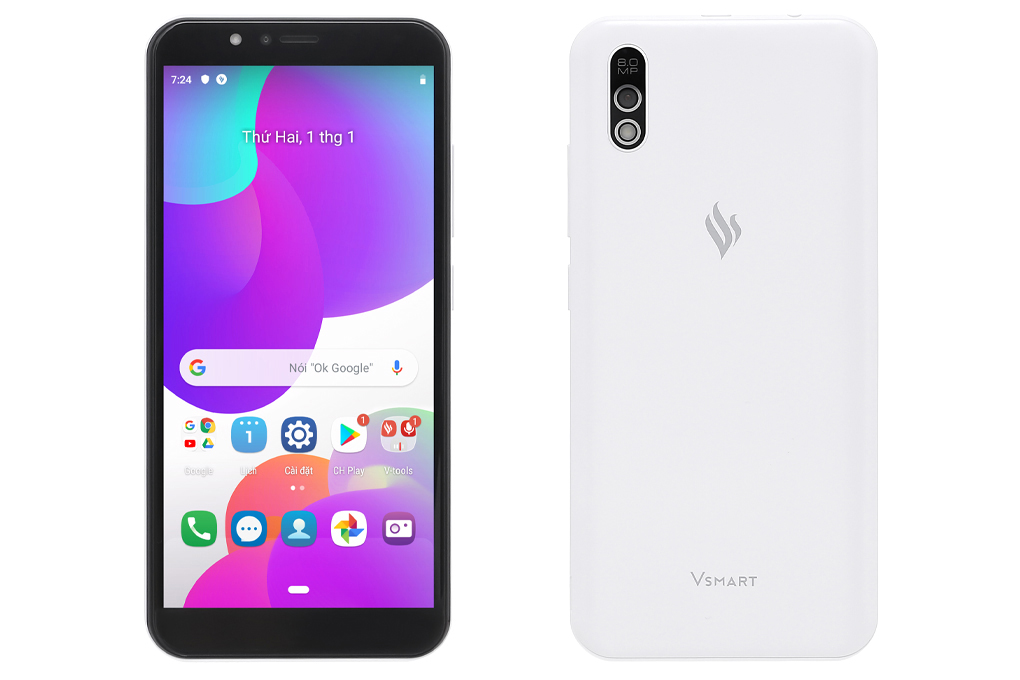 7:24
Thứ Hai, 1 thg 1
Nói "Ok Google"
1
1
1
Google
Lịch
Cài đặt
CH Play
V-tools
8.0
MP
VSMART